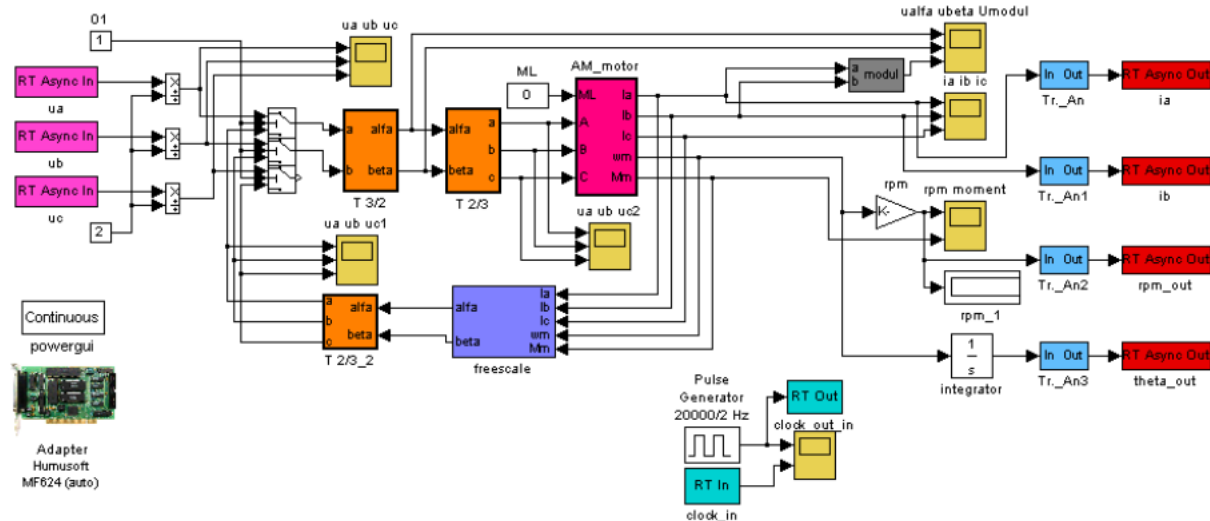 01
1
ua ub uc
RT Async In
ua
RT Async In
ub
RT Async In
uc
2
a
b
alfa
beta
T 3/2
alfa
beta
a
b
c
T 2/3
ML
0
AM_motor
ML
A
B
C
Ia
Ib
Ic
wm
Mm
a
b
modul
ualfa ubeta Umodul
ia ib ic
In Out
Tr._An
RT Async Out
ia
In Out
Tr._An1
RT Async Out
ib
rpm
K-
rpm moment
In Out
Tr._An2
RT Async Out
rpm_out
rpm_1
1
s
integrator
In Out
Tr._An3
RT Async Out
theta_out
ua ub uc1
ua ub uc2
a
b
c
alfa
beta
T 2/3_2
alfa
beta
Ia
Ib
Ic
wm
Mm
freescale
Continuous
powergui
Adapter
Humusoft
MF624 (auto)
Pulse
Generator
20000/2 Hz
RT Out
clock_out_in
RT In
clock_in